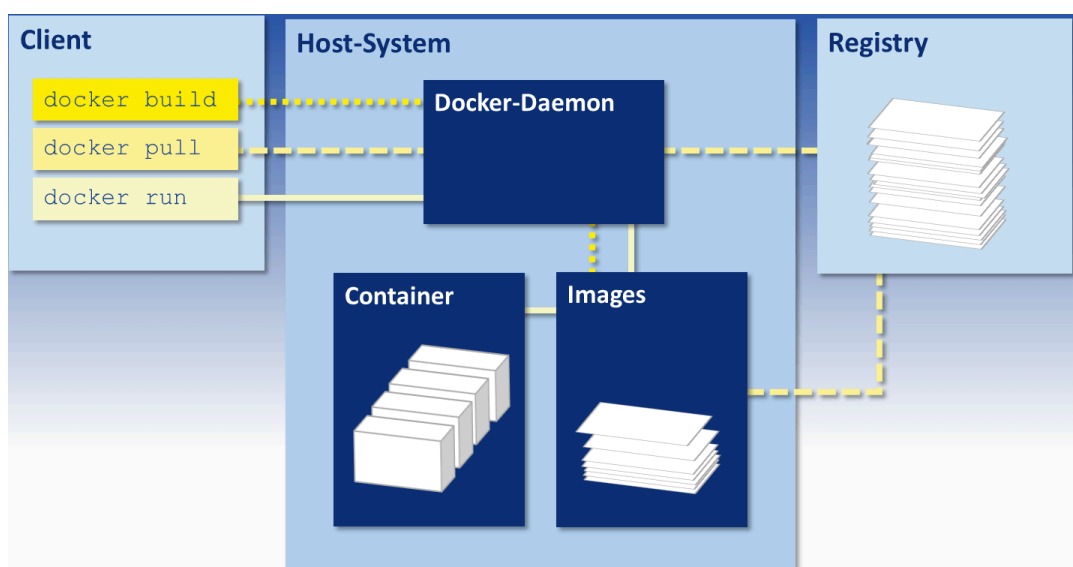 Client
docker build
docker pull
docker run
Host-System
Docker-Daemon
Container
Images
Registry